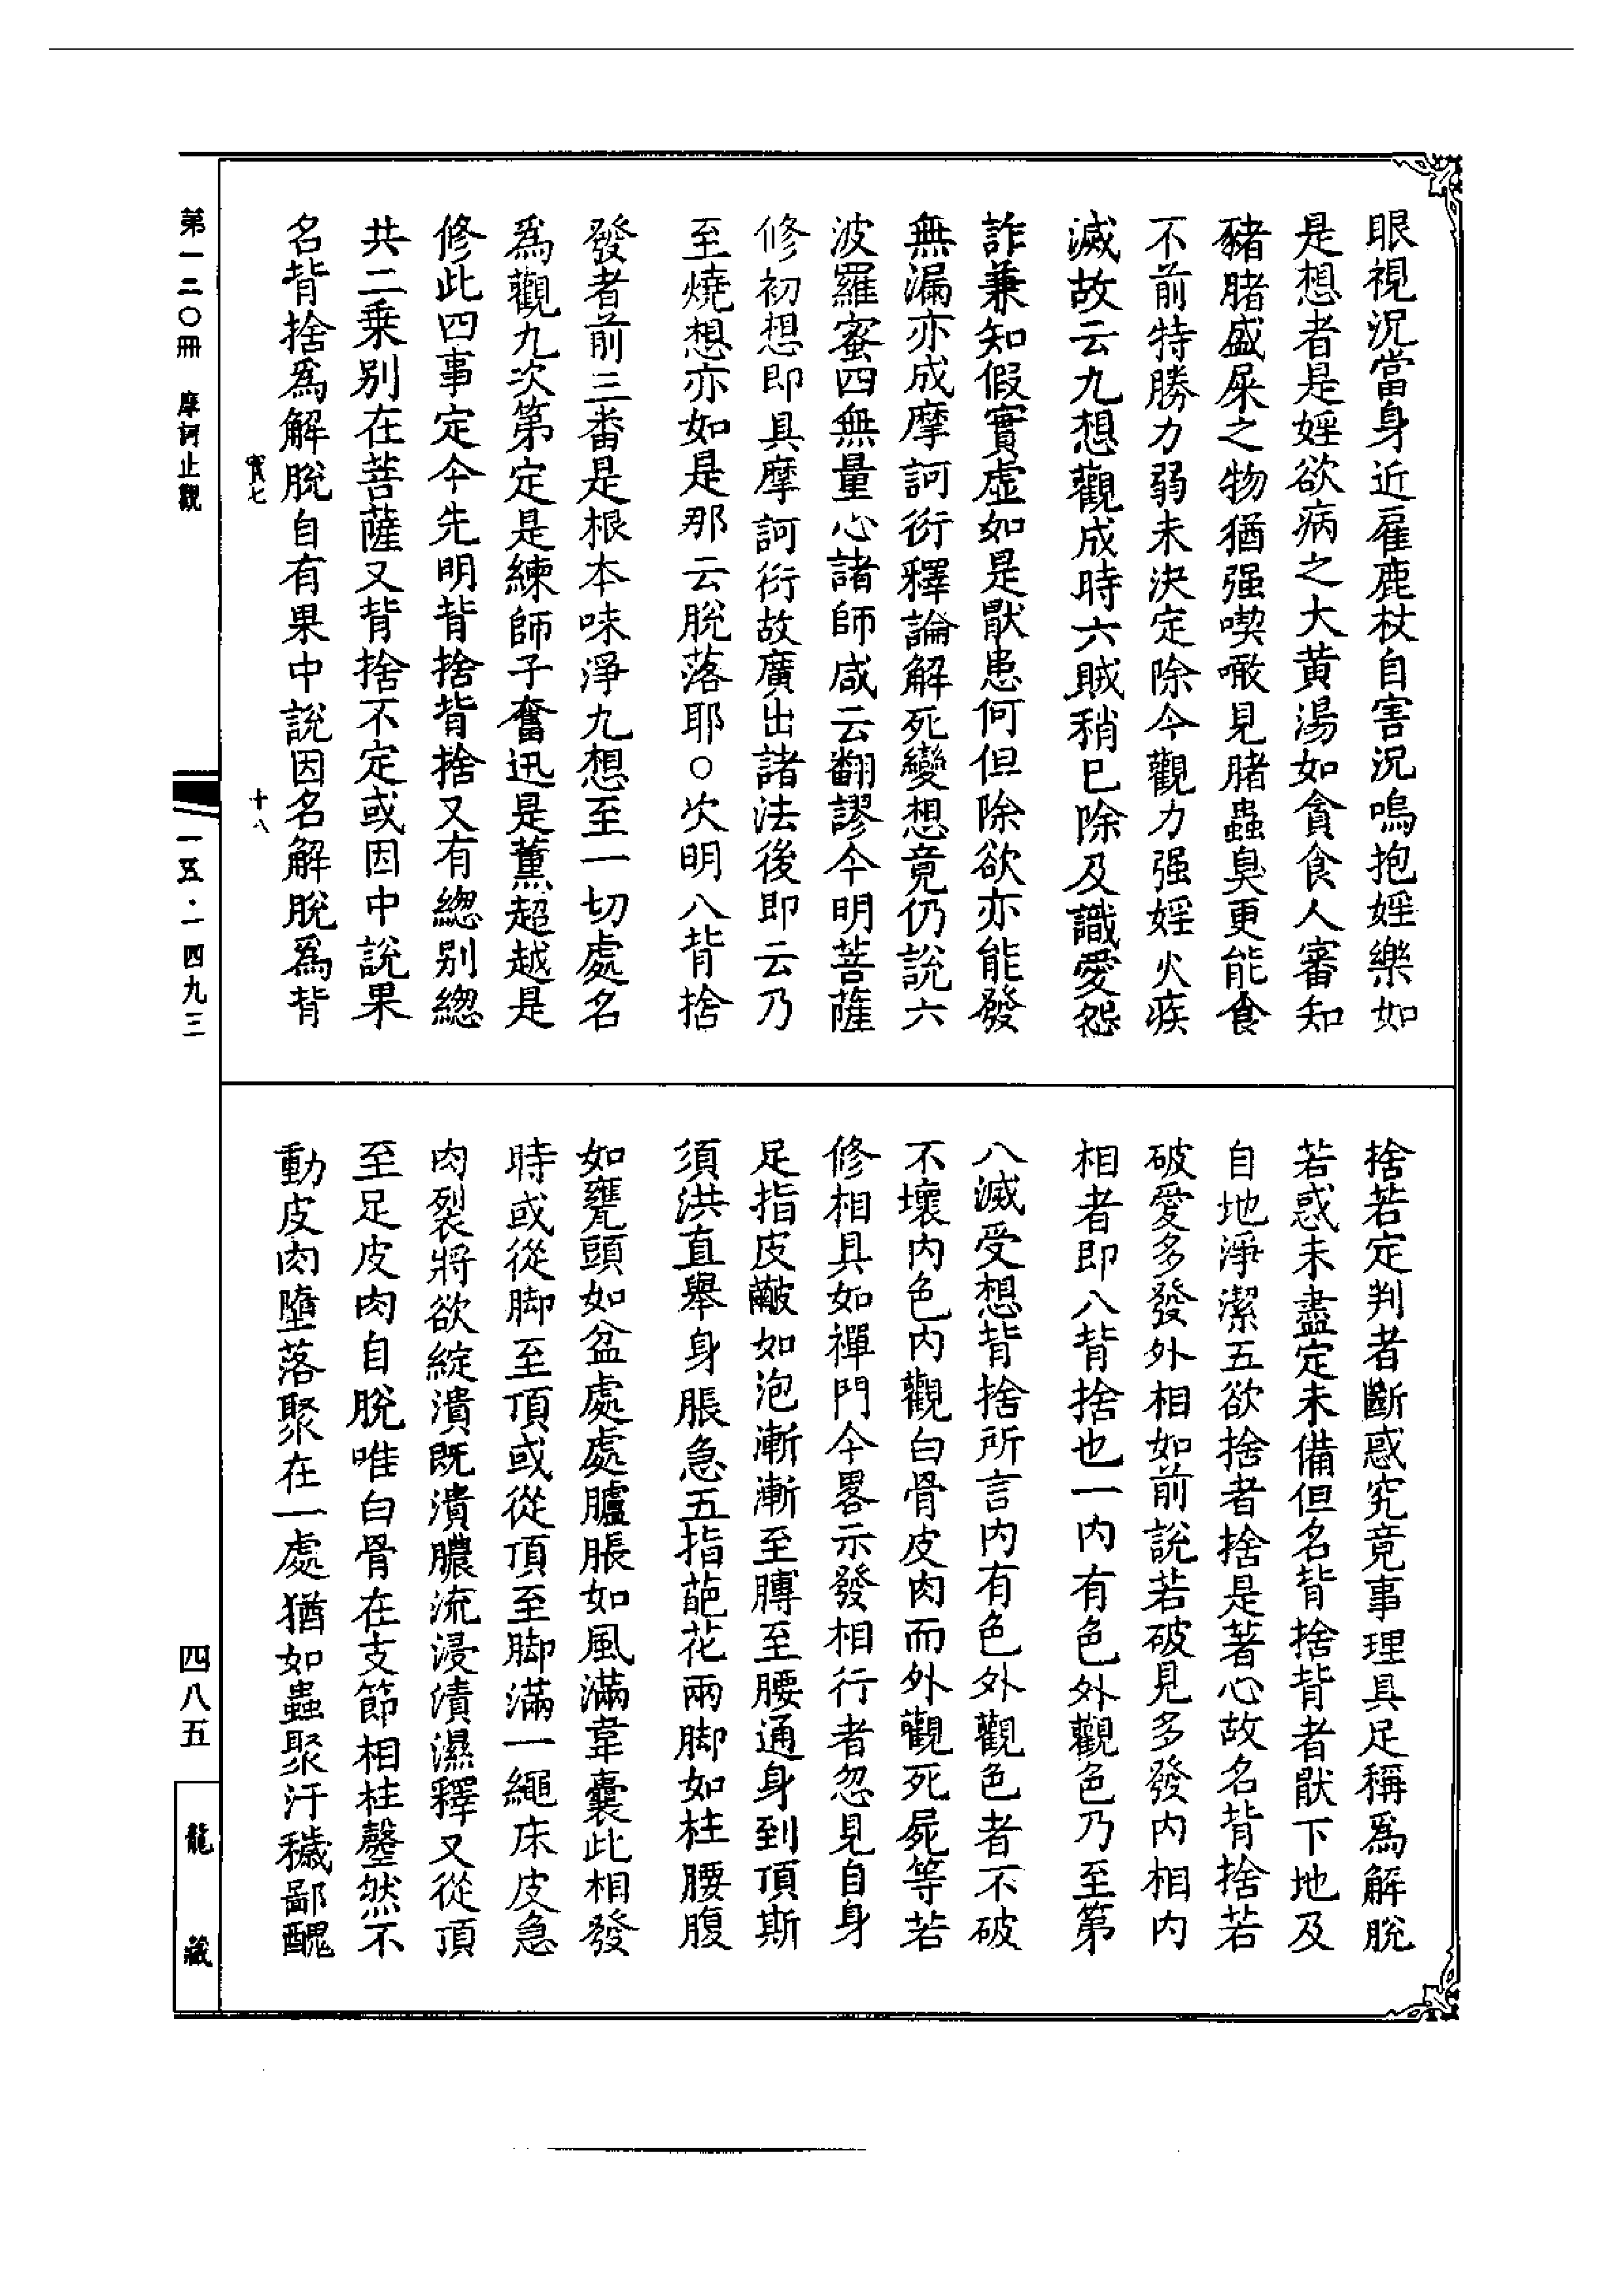 眼視況當身近雇鹿杖自害況嗚抱婬樂如
是想者是婬欲病之大黄湯如貪食人審知
豬䐗盛屎之物猶强喫噉見䐗蟲臭更能食
不前特勝力弱未決定除今觀力强婬火疾
滅故云九想觀成時六賊稍已除及識愛怨
詐兼知假實虛如是厭患何但除欲亦能發
無漏亦成摩訶衍釋論解死變想竟仍說六
波羅蜜四無量心諸師咸云翻謬今明菩薩
修初想即具摩訶衍故廣出諸法後即云乃
至燒想亦如是那云脫落耶○次明八背捨
發者前三番是根本味淨九想至一切處名
爲觀九次第定是練師子奮迅是薰超越是
修此四事定今先明背捨背捨又有緫别緫
共二乘别在菩薩又背捨不定或因中說果
名背捨爲解脫自有果中說因名解脫爲背
捨若定判者斷惑究竟事理具足稱爲解脫
若惑未盡定未備但名背捨背者猒下地及
自地淨潔五欲捨者捨是著心故名背捨若
破愛多發外相如前說若破見多發内相内
相者即八背捨也一内有色外觀色乃至第
八滅受想背捨所言内有色外觀色者不破
不壞内色内觀白骨皮肉而外觀死屍等若
修相具如禪門今畧示發相行者忽見自身
足指皮皺如泡漸漸至膊至腰通身到頂斯
須洪直舉身脹急五指葩花兩脚如柱腰腹
如甕頭如盆處處臚脹如風滿韋囊此相發
時或從脚至頂或從頂至脚滿一繩床皮急
肉裂將欲綻潰既潰膿流浸漬濕釋又從頂
至足皮肉自脫唯白骨在支節相柱罄然不
動皮肉墮落聚在一處猶如蟲聚汙穢鄙醜
第一二〇冊 摩訶止觀
一五·一四九三
四八五
龍藏
七
十八